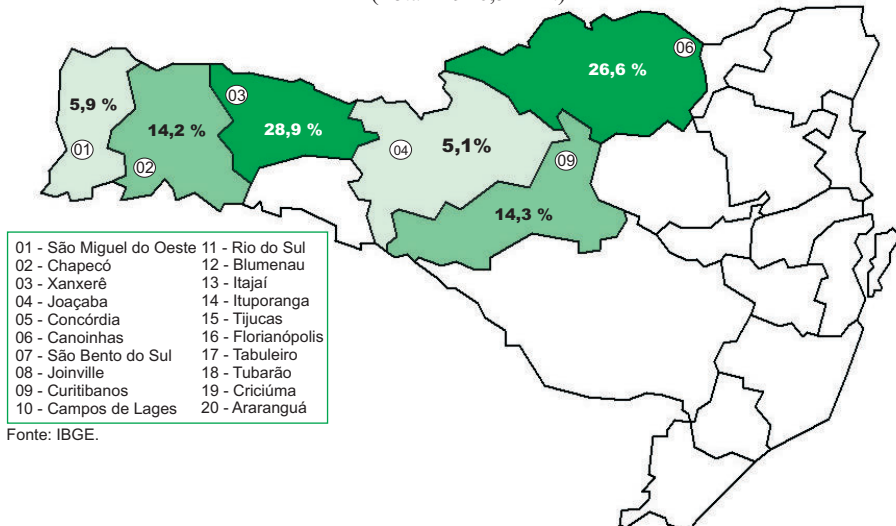 06
26,6 %
03
5,9 %
14,2 %
28,9 %
5,1%
01
04
09
02
14,3 %
01 - São Miguel do Oeste 11 - Rio do Sul
02 - Chapecó 12 - Blumenau
03 - Xanxerê 13 - Itajaí
04 - Joaçaba 14 - Ituporanga
05 - Concórdia 15 - Tijucas
06 - Canoinhas 16 - Florianópolis
07 - São Bento do Sul 17 - Tabuleiro
08 - Joinville 18 - Tubarão
09 - Curitibanos 19 - Criciúma
10 - Campos de Lages 20 - Araranguá
Fonte: IBGE.